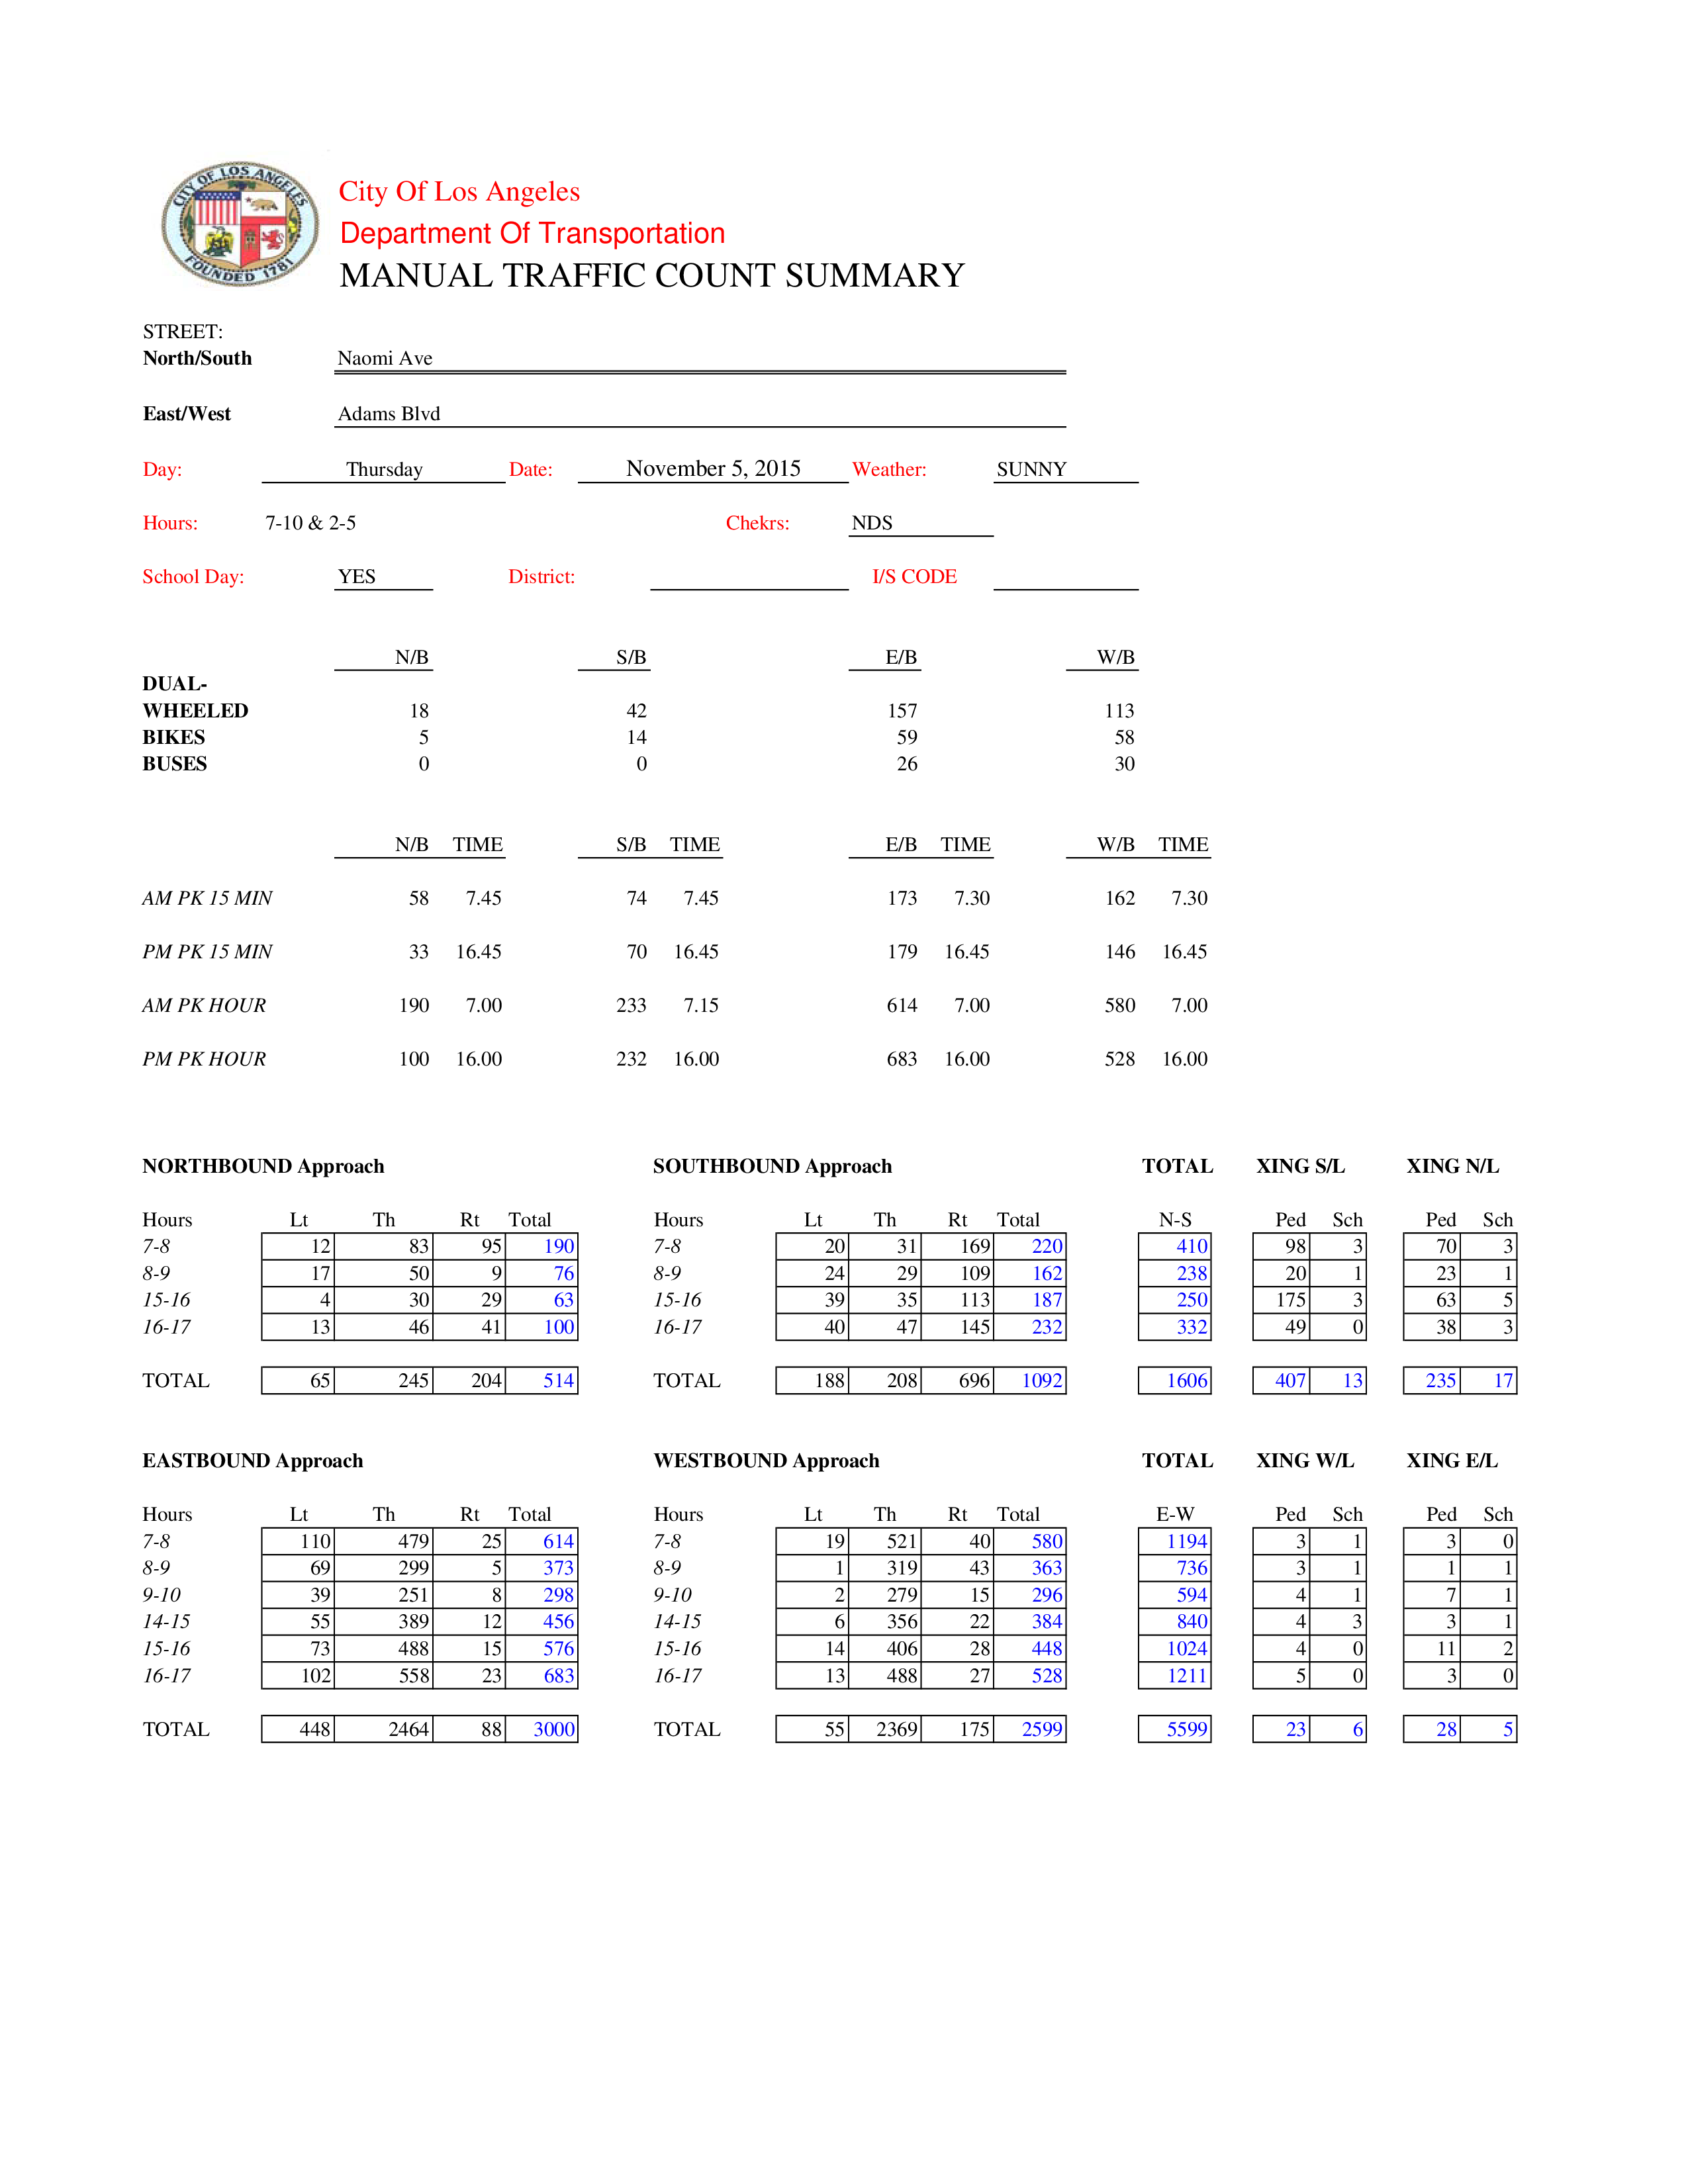 CITY OF LOS ANGELES
FOUNDED 1781
City Of Los Angeles
Department Of Transportation
MANUAL TRAFFIC COUNT SUMMARY
STREET:
North/South Naomi Ave
East/West Adams Blvd
Day: Thursday Date: November 5, 2015 Weather: SUNNY
Hours: 7-10 & 2-5 Chekrs: NDS
School Day: YES District: I/S CODE
N/B S/B E/B W/B
DUAL-
WHEELED 18 42 157 113
BIKES 5 14 59 58
BUSES 0 0 26 30
N/B TIME S/B TIME E/B TIME W/B TIME
AM PK 15 MIN 58 7.45 74 7.45 173 7.30 162 7.30
PM PK 15 MIN 33 16.45 70 16.45 179 16.45 146 16.45
AM PK HOUR 190 7.00 233 7.15 614 7.00 580 7.00
PM PK HOUR 100 16.00 232 16.00 683 16.00 528 16.00
NORTHBOUND Approach SOUTHBOUND Approach TOTAL XING S/L XING N/L
Hours Lt Th Rt Total Hours Lt Th Rt Total N-S Ped Sch Ped Sch
7-8 12 83 95 190 7-8 20 31 169 220 410 98 3 70 3
8-9 17 50 9 76 8-9 24 29 109 162 238 20 1 23 1
15-16 4 30 29 63 15-16 39 35 113 187 250 175 3 63 5
16-17 13 46 41 100 16-17 40 47 145 232 332 49 0 38 3
TOTAL 65 245 204 514 TOTAL 188 208 696 1092 1606 407 13 235 17
EASTBOUND Approach WESTBOUND Approach TOTAL XING W/L XING E/L
Hours Lt Th Rt Total Hours Lt Th Rt Total E-W Ped Sch Ped Sch
7-8 110 479 25 614 7-8 19 521 40 580 1194 3 1 3 0
8-9 69 299 5 373 8-9 1 319 43 363 736 3 1 1 1
9-10 39 251 8 298 9-10 2 279 15 296 594 4 1 7 1
14-15 55 389 12 456 14-15 6 356 22 384 840 4 3 3 1
15-16 73 488 15 576 15-16 14 406 28 448 1024 4 0 11 2
16-17 102 558 23 683 16-17 13 488 27 528 1211 5 0 3 0
TOTAL 448 2464 88 3000 TOTAL 55 2369 175 2599 5599 23 6 28 5